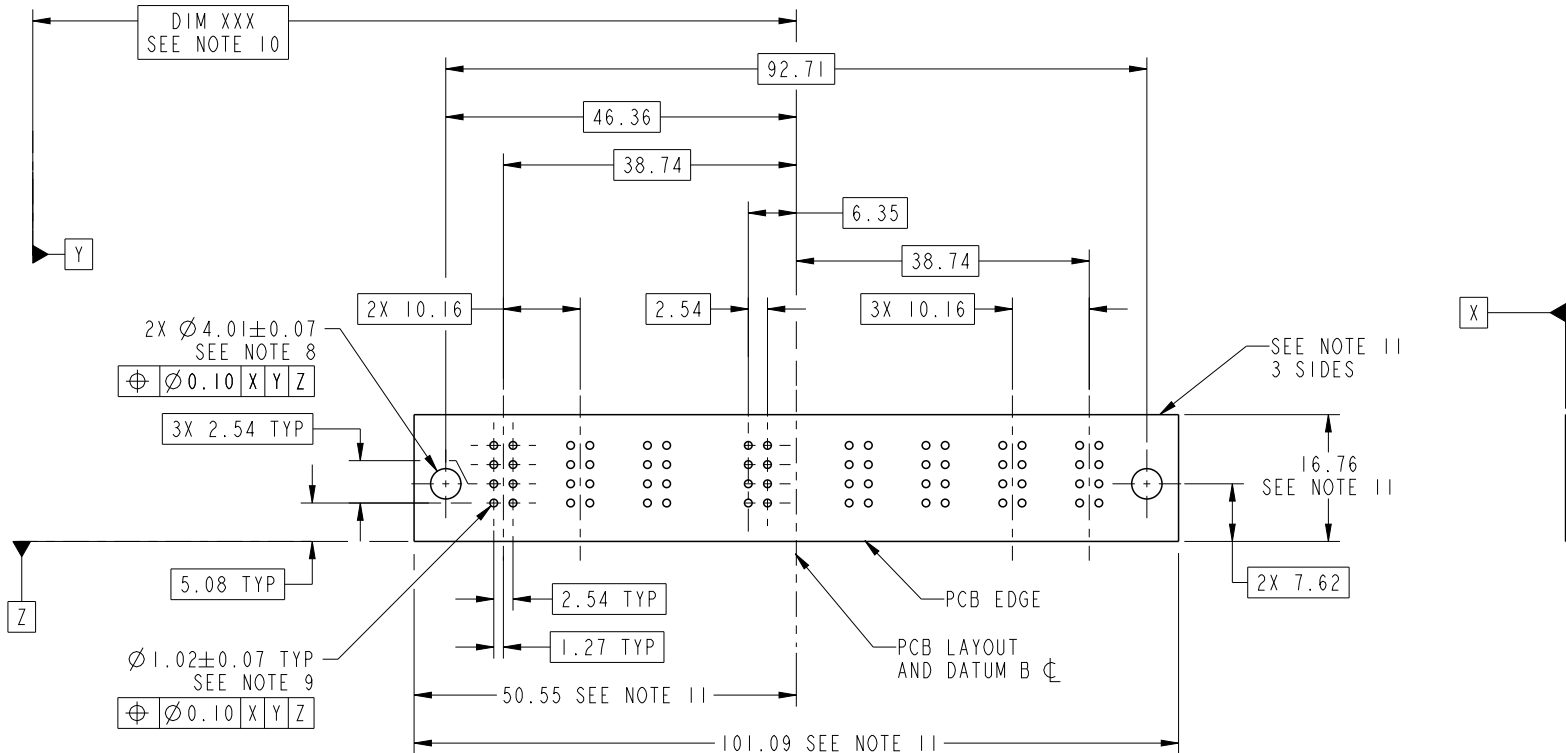 DIM XXX
SEE NOTE 10
92.71
46.36
38.74
6.35
Y
38.74
2X 10.16
2.54
3X 10.16
X
2X Ø4.01±0.07
SEE NOTE 8
⌖ Ø0.10 X Y Z
SEE NOTE 11
3 SIDES
3X 2.54 TYP
16.76
SEE NOTE 11
5.08 TYP
2.54 TYP
PCB EDGE
2X 7.62
Z
1.27 TYP
PCB LAYOUT
AND DATUM B ℄
Ø1.02±0.07 TYP
SEE NOTE 9
⌖ Ø0.10 X Y Z
50.55 SEE NOTE 11
101.09 SEE NOTE 11